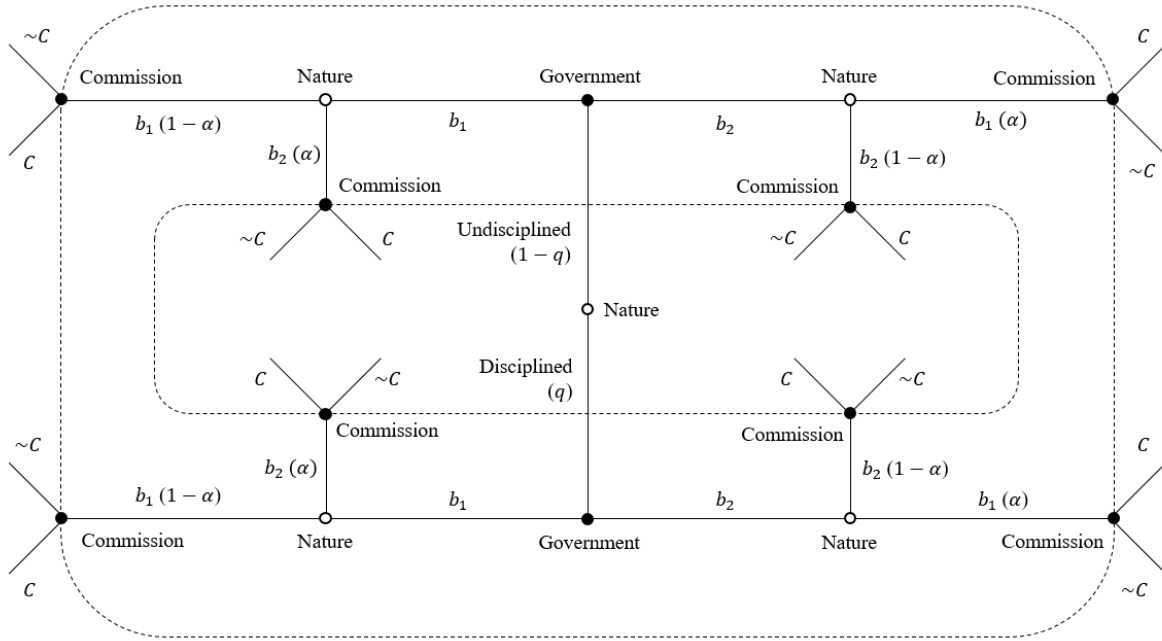 ~C
C
Commission
Nature
Government
Nature
Commission
b₁ (1 − α)
b₁
b₂
b₁ (α)
C
~C
b₂ (α)
b₂ (1 − α)
Commission
Commission
~C
C
Undisciplined
(1 − q)
~C
C
Nature
C
~C
Disciplined
(q)
C
~C
Commission
Commission
~C
C
b₂ (α)
b₂ (1 − α)
b₁ (1 − α)
b₁
b₂
b₁ (α)
Commission
Nature
Government
Nature
Commission
C
~C